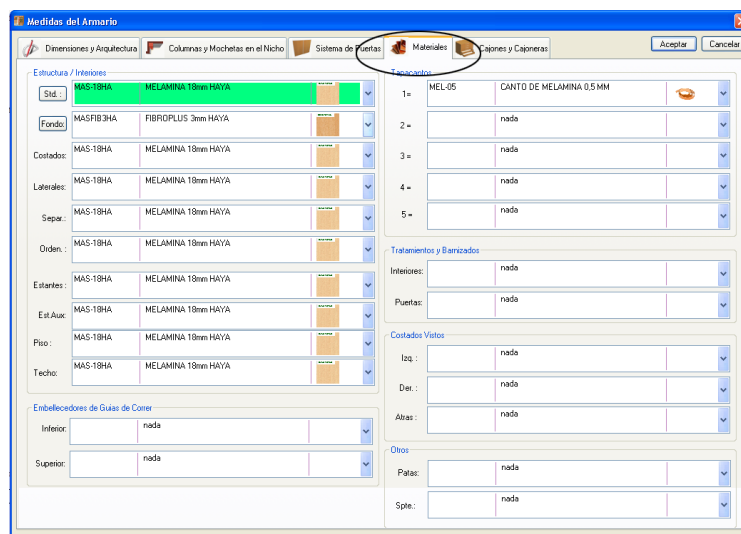 Medidas del Armario
Dimensiones y Arquitectura
Columnas y Mochetas en el Nicho
Sistema de Puertas
Materiales
Cajones y Cajoneras
Aceptar
Cancelar
Estructura / Interiores
Std. : MAS-18HA MELAMINA 18mm HAYA
Fondo: MASFIB3HA FIBROPLUS 3mm HAYA
Costados: MAS-18HA MELAMINA 18mm HAYA
Laterales: MAS-18HA MELAMINA 18mm HAYA
Separ.: MAS-18HA MELAMINA 18mm HAYA
Orden. : MAS-18HA MELAMINA 18mm HAYA
Estantes : MAS-18HA MELAMINA 18mm HAYA
Est.Aux: MAS-18HA MELAMINA 18mm HAYA
Piso : MAS-18HA MELAMINA 18mm HAYA
Techo: MAS-18HA MELAMINA 18mm HAYA
Embellecedores de Guias de Correr
Inferior: nada
Superior: nada
Tapacantos
1= MEL-05 CANTO DE MELAMINA 0,5 MM
2 = nada
3 = nada
4 = nada
5 = nada
Tratamientos y Barnizados
Interiores: nada
Puertas: nada
Costados Vistos
Izq. : nada
Der. : nada
Atras : nada
Otros
Patas: nada
Spte.: nada